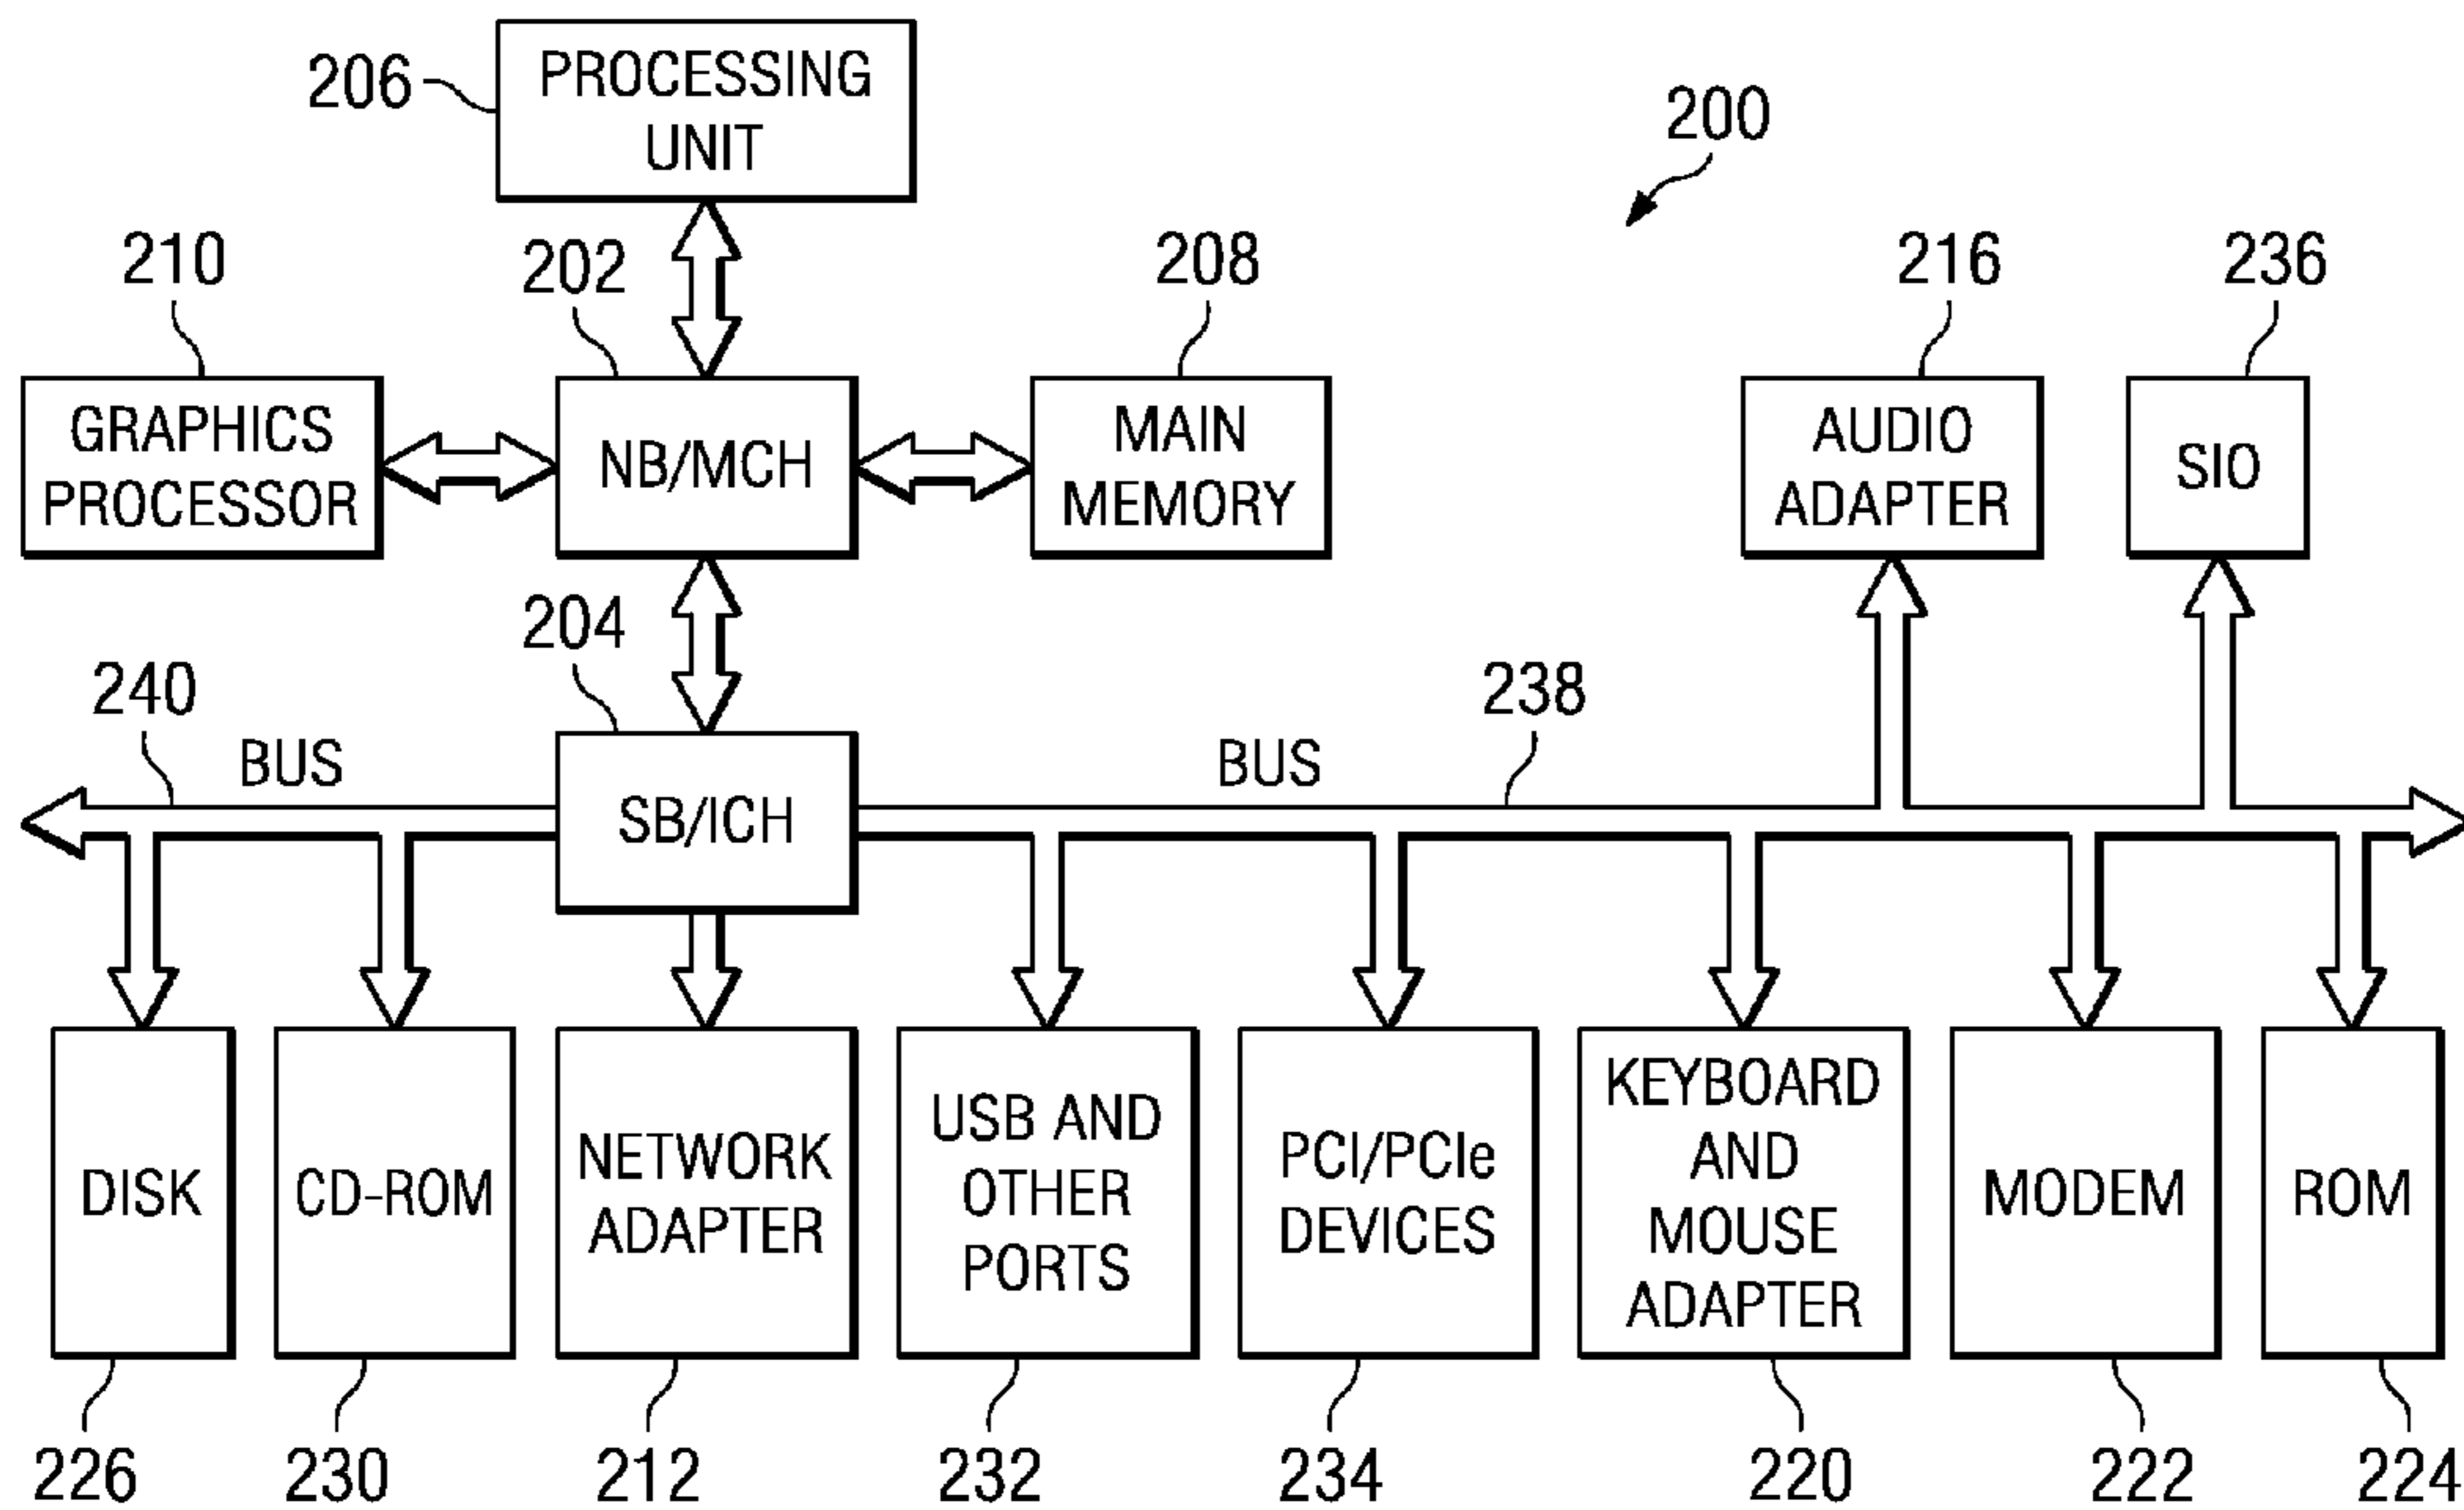 206
PROCESSING
UNIT
200
210
202
208
216
236
GRAPHICS
PROCESSOR
NB/MCH
MAIN
MEMORY
AUDIO
ADAPTER
SIO
204
240
BUS
238
BUS
SB/ICH
DISK
CD-ROM
NETWORK
ADAPTER
USB AND
OTHER
PORTS
PCI/PCIe
DEVICES
KEYBOARD
AND
MOUSE
ADAPTER
MODEM
ROM
226
230
212
232
234
220
222
224